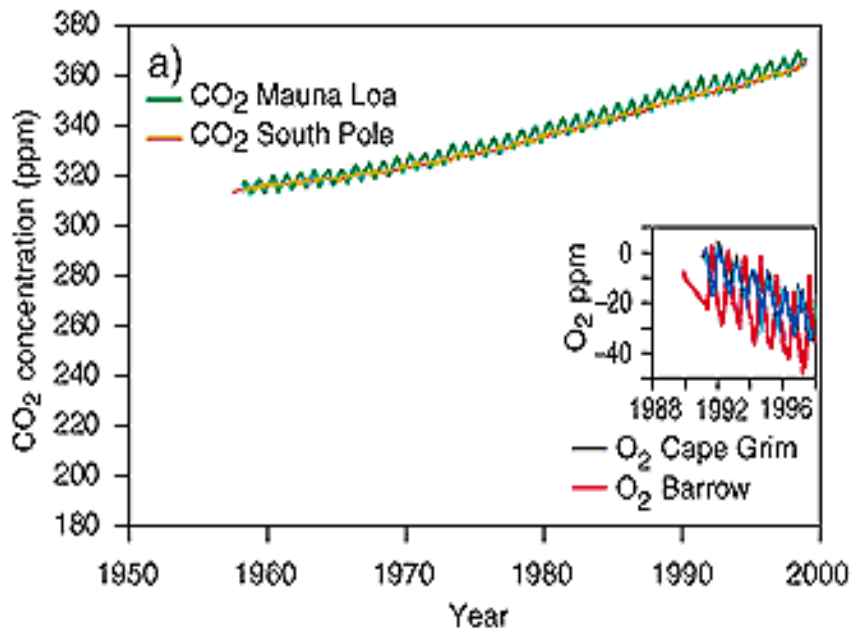 a)
CO2 Mauna Loa
CO2 South Pole
CO2 concentration (ppm)
380
360
340
320
300
280
260
240
220
200
180
1950 1960 1970 1980 1990 2000
Year
O2 ppm
0
-20
-40
1988 1992 1996
O2 Cape Grim
O2 Barrow